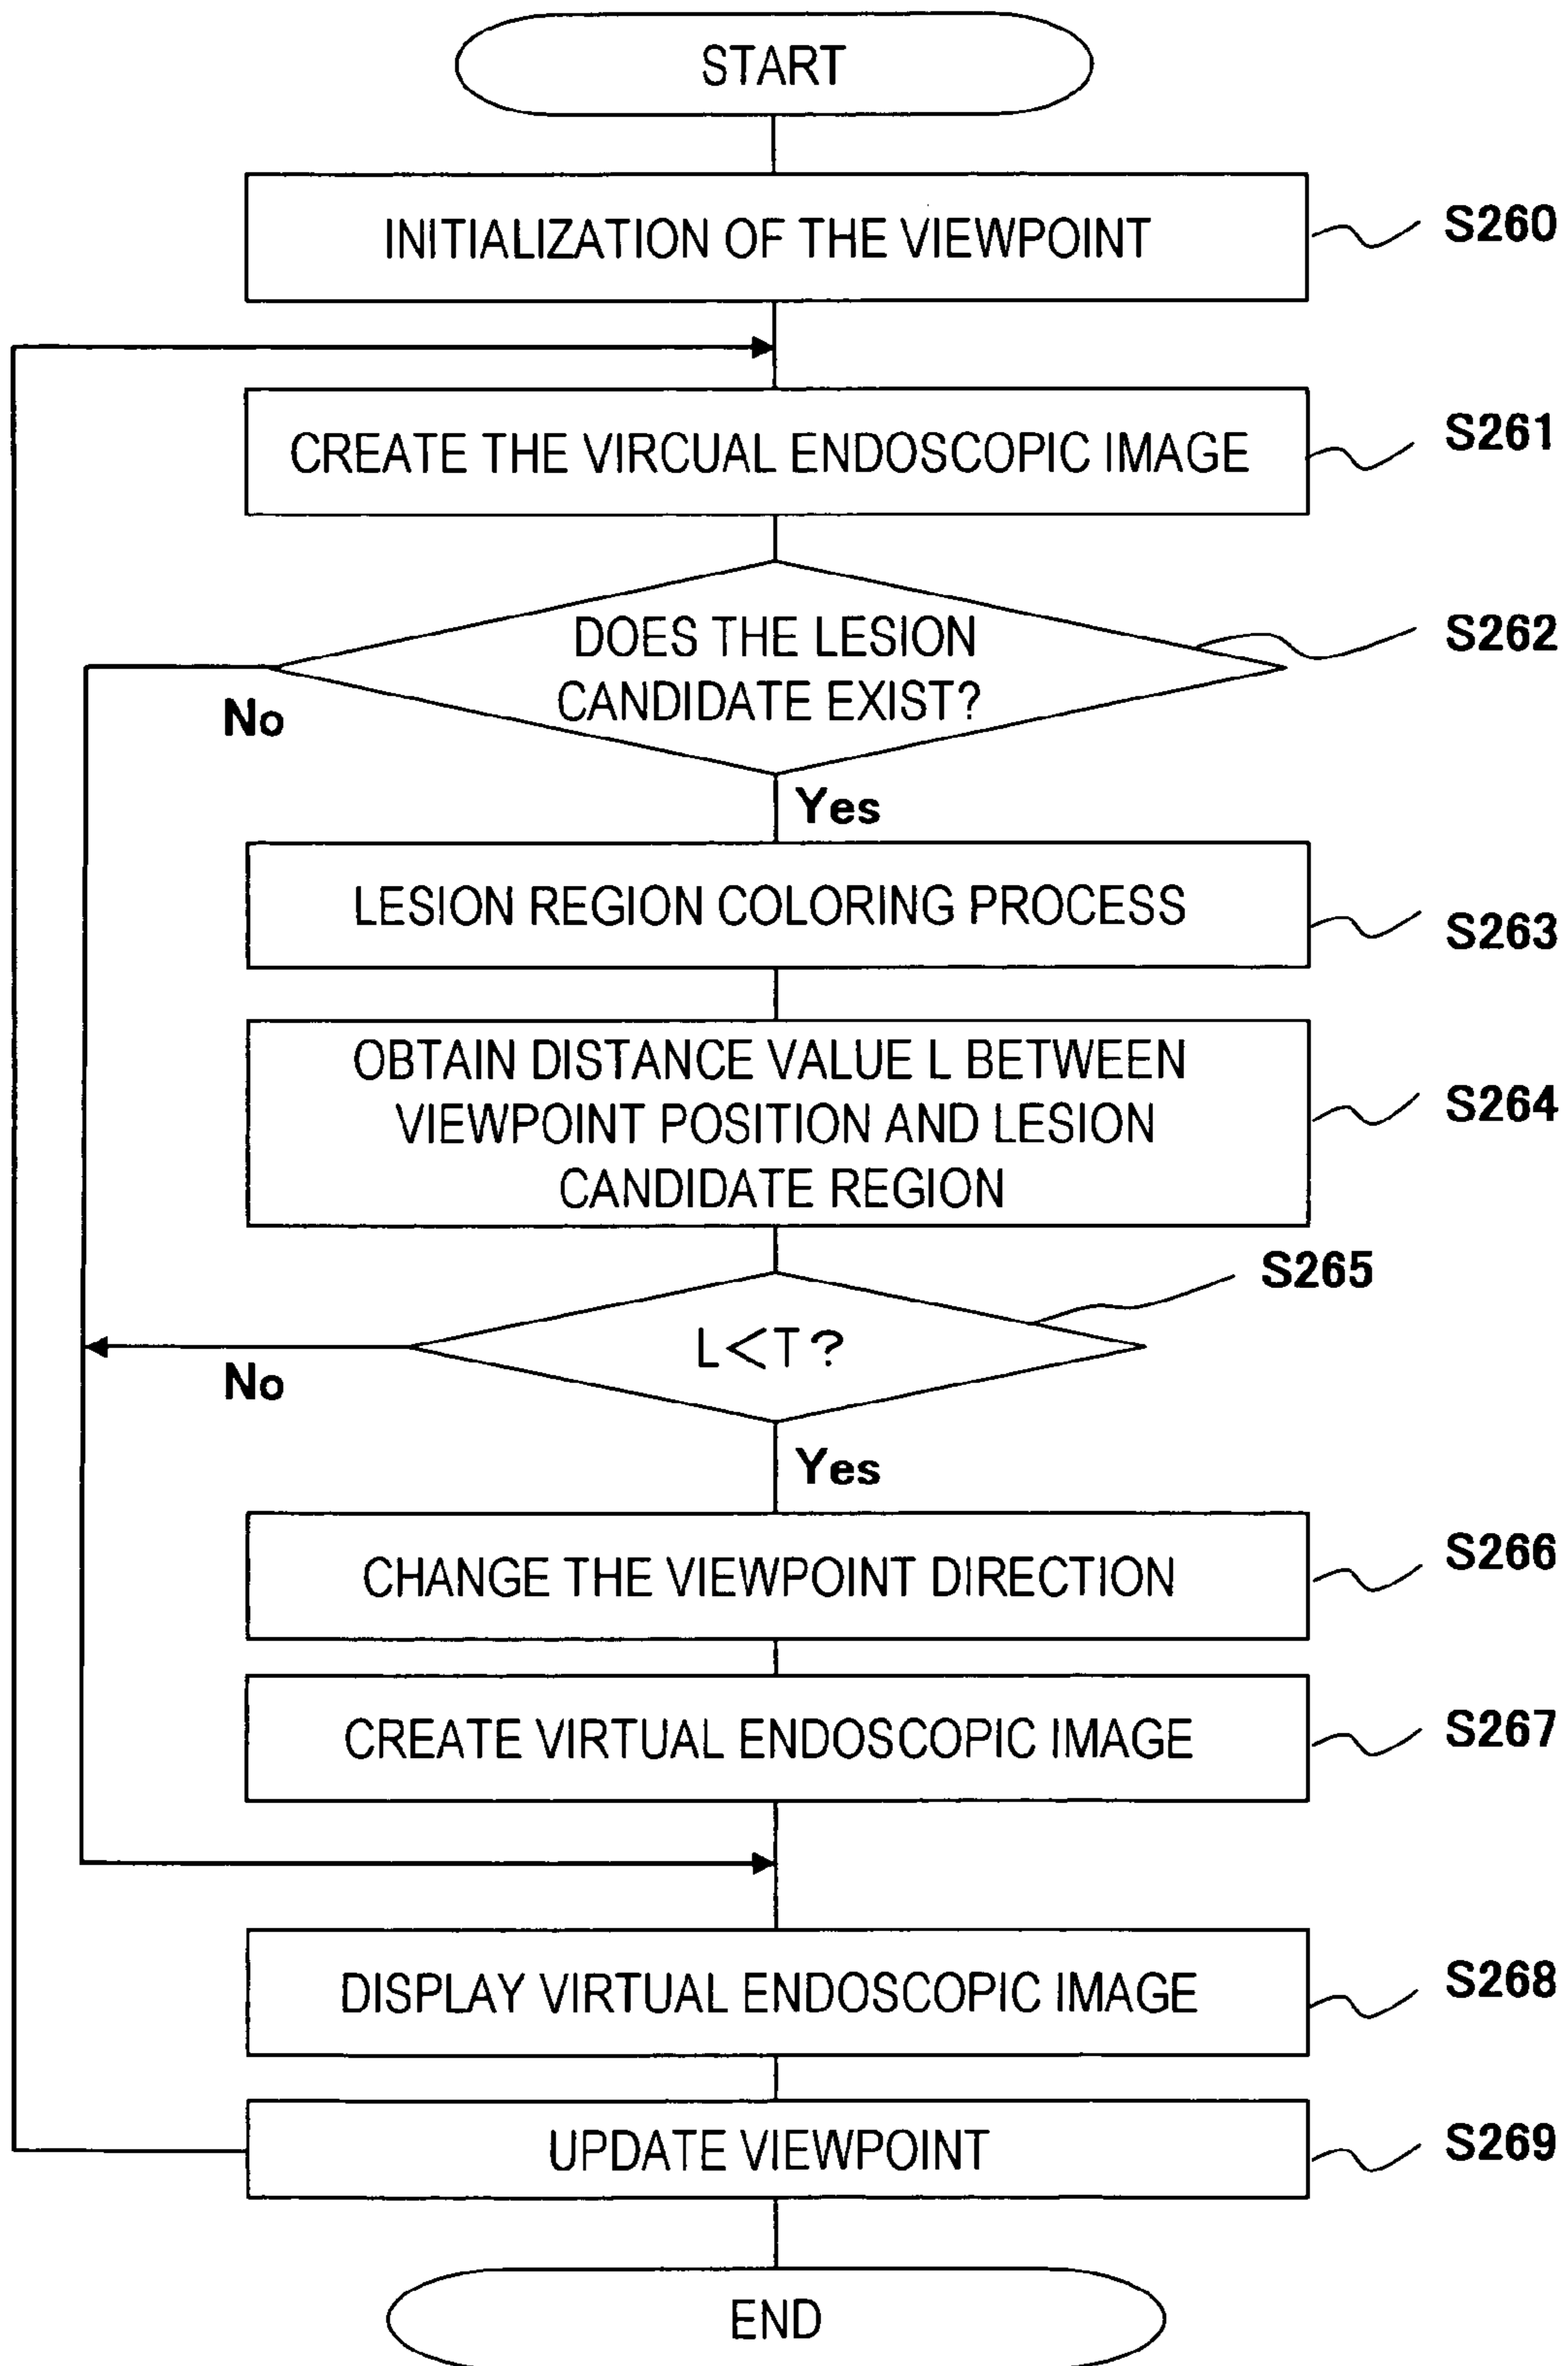 START
INITIALIZATION OF THE VIEWPOINT
S260
CREATE THE VIRCUAL ENDOSCOPIC IMAGE
S261
DOES THE LESION
CANDIDATE EXIST?
S262
No
Yes
LESION REGION COLORING PROCESS
S263
OBTAIN DISTANCE VALUE L BETWEEN
VIEWPOINT POSITION AND LESION
CANDIDATE REGION
S264
S265
L<T?
No
Yes
CHANGE THE VIEWPOINT DIRECTION
S266
CREATE VIRTUAL ENDOSCOPIC IMAGE
S267
DISPLAY VIRTUAL ENDOSCOPIC IMAGE
S268
UPDATE VIEWPOINT
S269
END